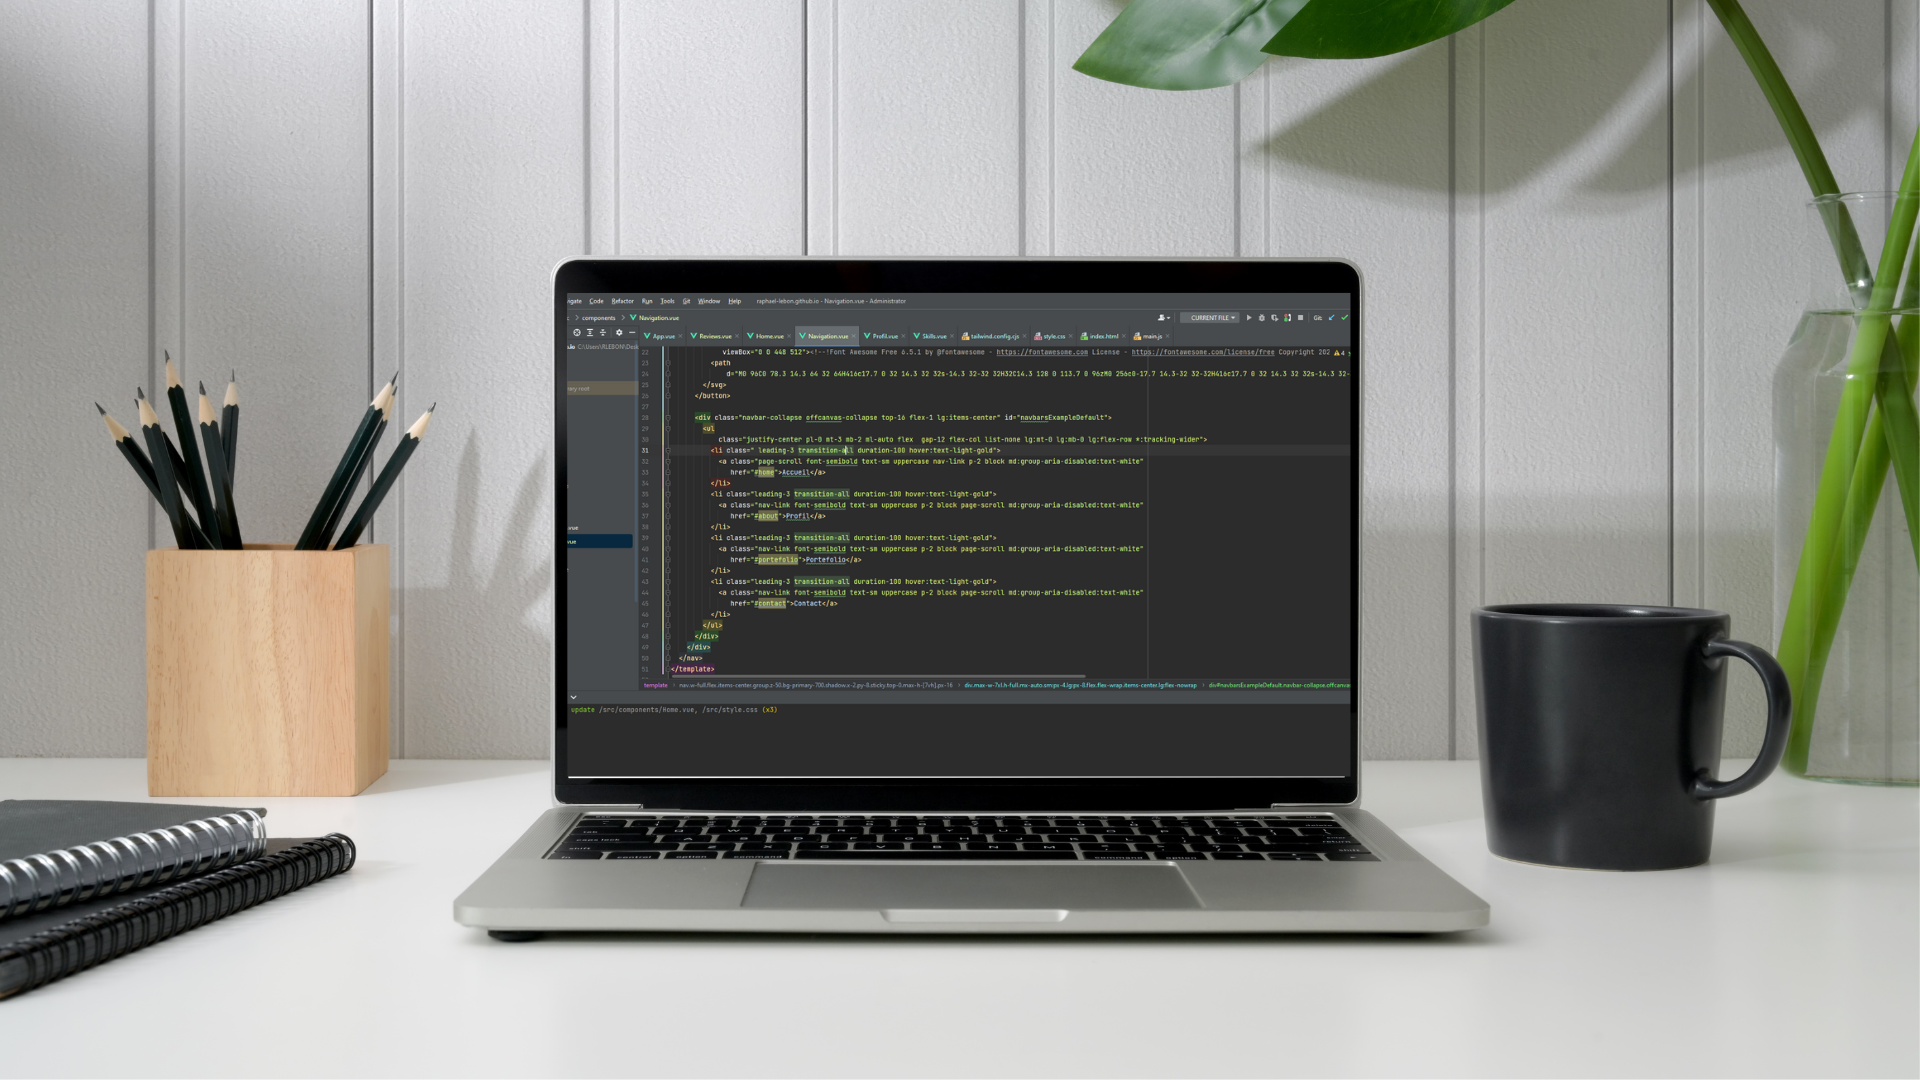 Code Refactor Run Tools Git Window Help raphael-lebon.github.io - Navigation.vue - Administrator
components > Navigation.vue CURRENT FILE Git:
App.vue Reviews.vue Home.vue Navigation.vue Profil.vue Skills.vue tailwind.config.cjs style.css index.html main.js
22 viewBox="0 0 448 512"><!--!Font Awesome Free 6.5.1 by @fontawesome - https://fontawesome.com License - https://fontawesome.com/license/free Copyright 202 4
23 <path
24 d="M0 96C0 78.3 14.3 64 32 64H416c17.7 0 32 14.3 32 32s-14.3 32-32 32H32C14.3 128 0 113.7 0 96zM0 256c0-17.7 14.3-32 32-32H416c17.7 0 32 14.3 32 32s-14.3 32-
25 </svg>
26 </button>
27
28 <div class="navbar-collapse offcanvas-collapse top-16 flex-1 lg:items-center" id="navbarsExampleDefault">
29 <ul
30 class="justify-center pl-0 mt-3 mb-2 ml-auto flex  gap-12 flex-col list-none lg:mt-0 lg:mb-0 lg:flex-row *:tracking-wider">
31 <li class=" leading-3 transition-all duration-100 hover:text-light-gold">
32 <a class="page-scroll font-semibold text-sm uppercase nav-link p-2 block md:group-aria-disabled:text-white"
33 href="#home">Accueil</a>
34 </li>
35 <li class="leading-3 transition-all duration-100 hover:text-light-gold">
36 <a class="nav-link font-semibold text-sm uppercase p-2 block page-scroll md:group-aria-disabled:text-white"
37 href="#about">Profil</a>
38 </li>
39 <li class="leading-3 transition-all duration-100 hover:text-light-gold">
40 <a class="nav-link font-semibold text-sm uppercase p-2 block page-scroll md:group-aria-disabled:text-white"
41 href="#portefolio">Portefolio</a>
42 </li>
43 <li class="leading-3 transition-all duration-100 hover:text-light-gold">
44 <a class="nav-link font-semibold text-sm uppercase p-2 block page-scroll md:group-aria-disabled:text-white"
45 href="#contact">Contact</a>
46 </li>
47 </ul>
48 </div>
49 </div>
50 </nav>
51 </template>
template > nav.w-full.flex.items-center.group.z-50.bg-primary-700.shadow.x-2.py-8.sticky.top-0.max-h-[7vh].px-16 > div.max-w-7xl.h-full.mx-auto.sm:px-4.lg:px-8.flex.flex-wrap.items-center.lg:flex-nowrap > div#navbarsExampleDefault.navbar-collapse.offcanvas
update /src/components/Home.vue, /src/style.css (x3)